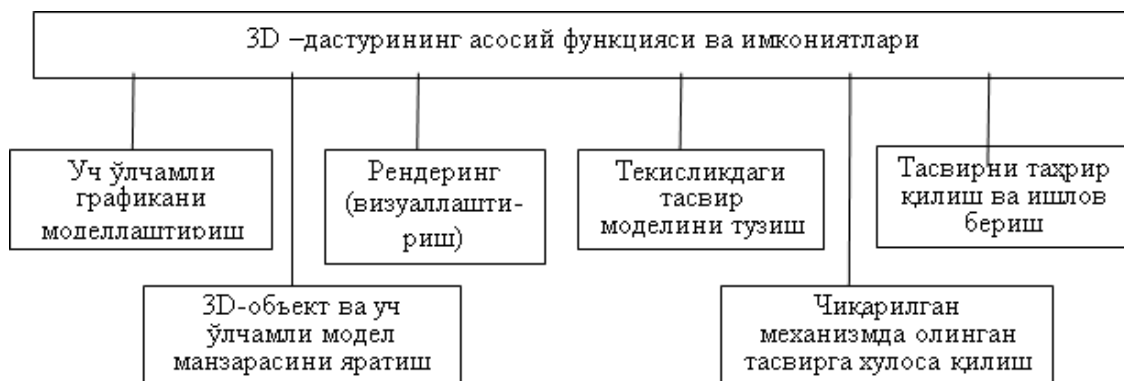 3D –дастурининг асосий функцияси ва имкониятлари
Уч ўлчамли
графикани
моделлаштириш
Рендеринг
(визуаллашти-
риш)
Текисликдаги
тасвир
моделини тузиш
Тасвирни таҳрир
қилиш ва ишлов
бериш
3D-объект ва уч
ўлчамли модел
манзарасини яратиш
Чиқарилган
механизмда олинган
тасвирга хулоса қилиш